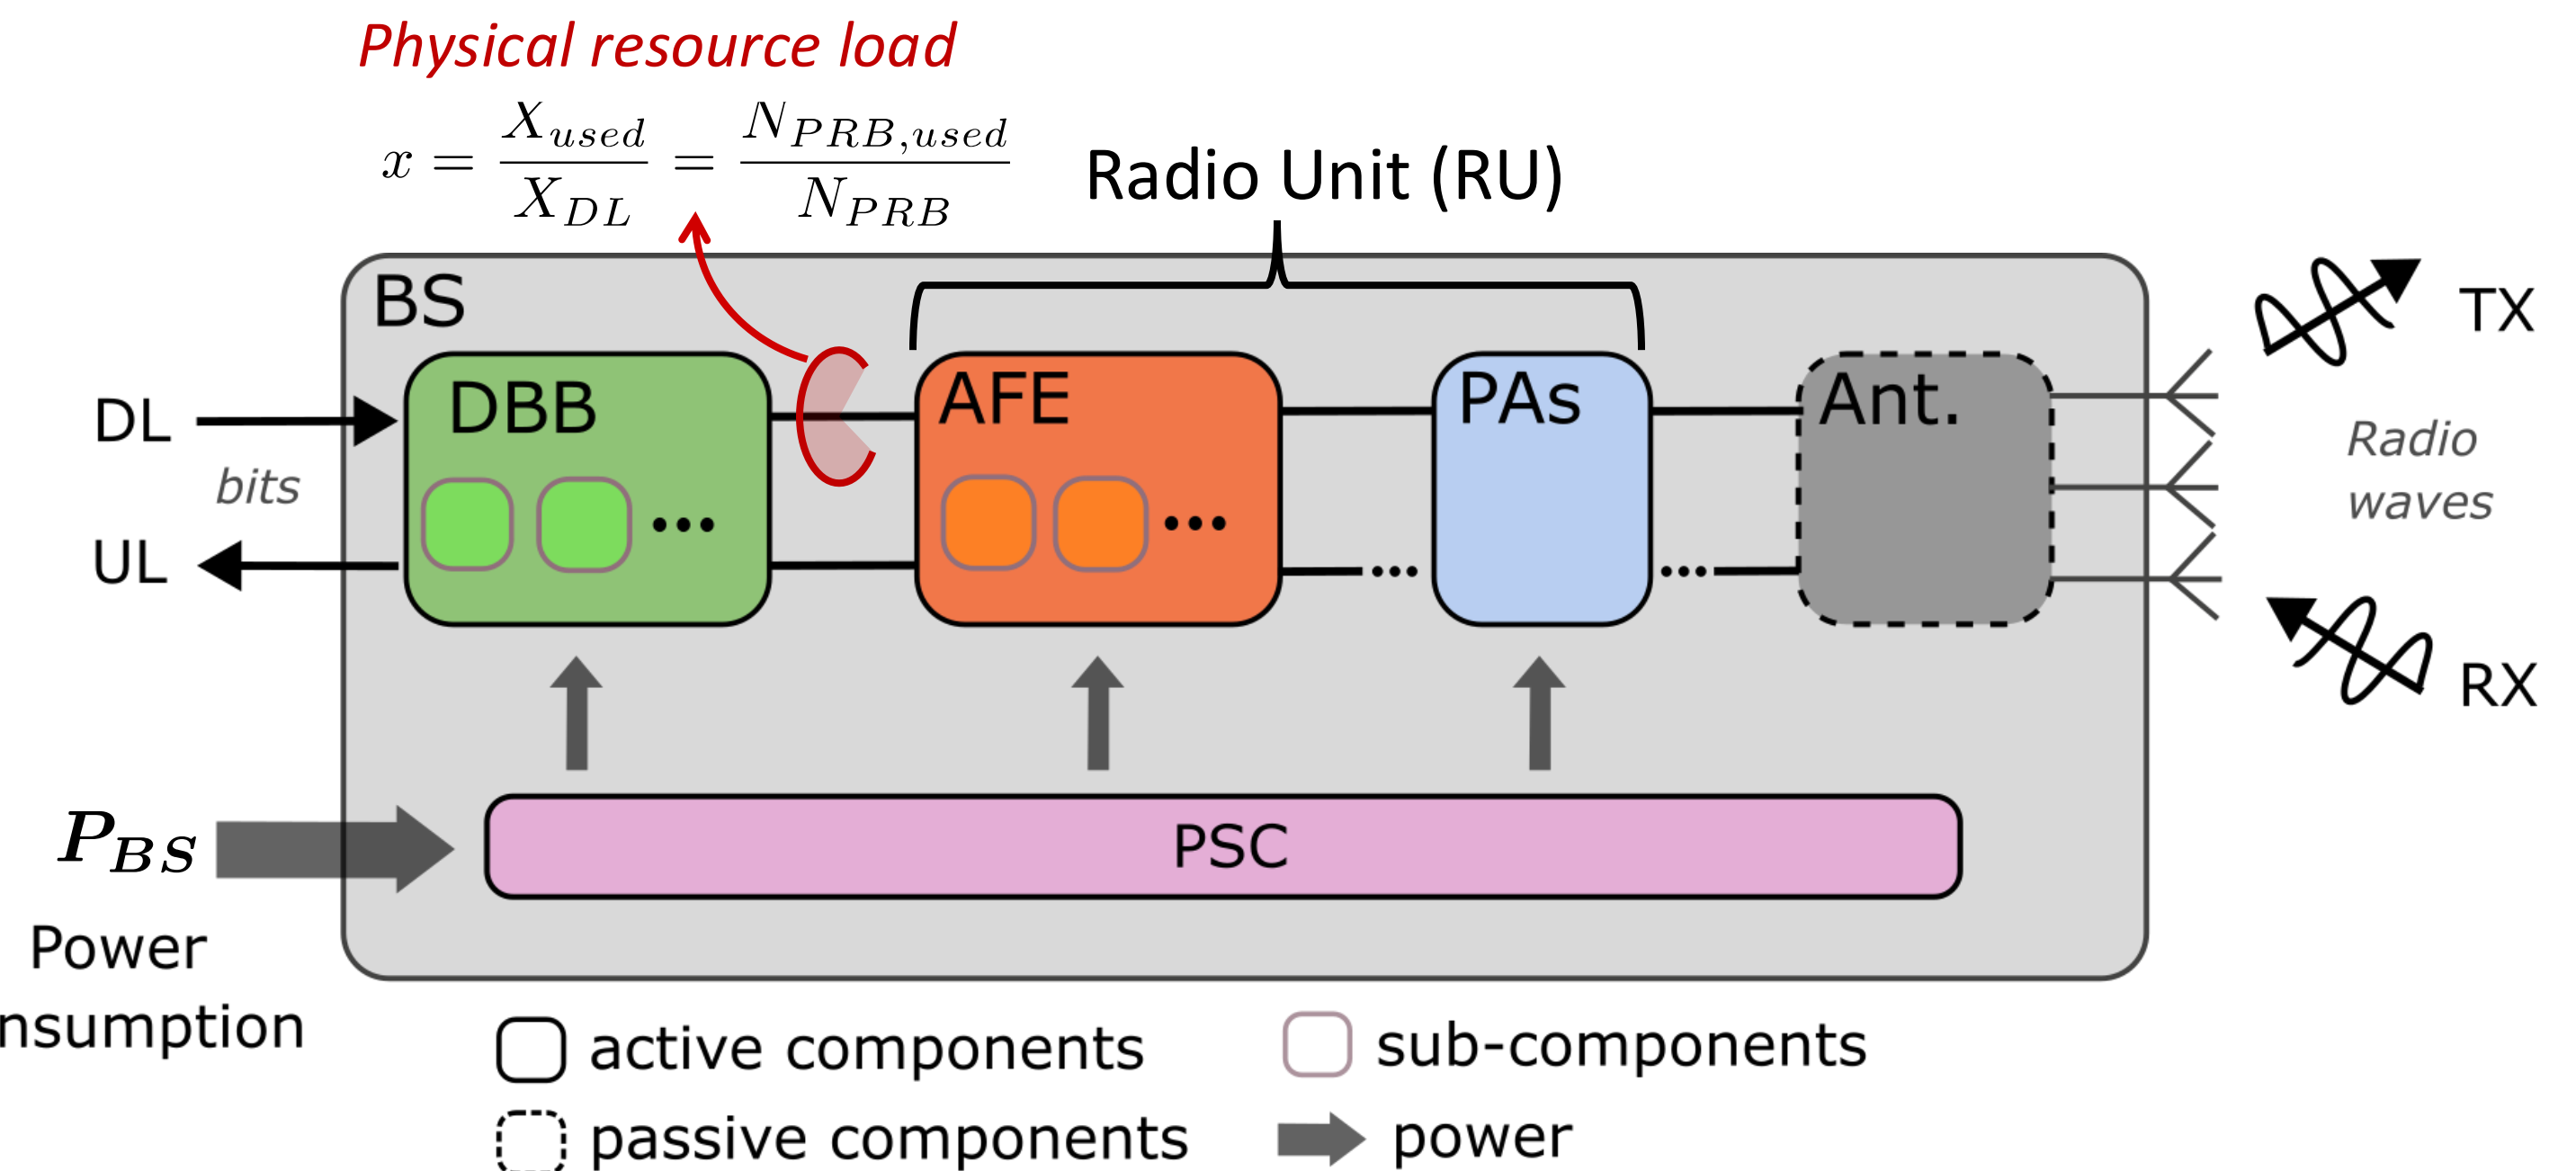 Physical resource load
x = X_used / X_DL = N_PRB,used / N_PRB
Radio Unit (RU)
BS
TX
DBB
AFE
PAs
Ant.
DL
bits
UL
Radio
waves
RX
P_BS
PSC
Power
nsumption
active components
sub-components
passive components
power